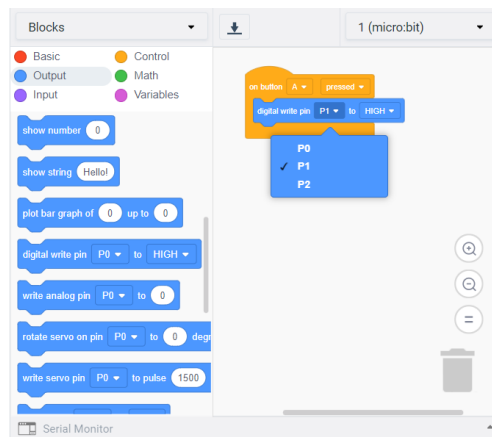 Blocks
1 (micro:bit)
Basic Control
Output Math
Input Variables
show number 0
show string Hello!
plot bar graph of 0 up to 0
digital write pin P0 to HIGH
write analog pin P0 to 0
rotate servo on pin P0 to 0 degr
write servo pin P0 to pulse 1500
on button A pressed
digital write pin P1 to HIGH
P0
P1
P2
Serial Monitor